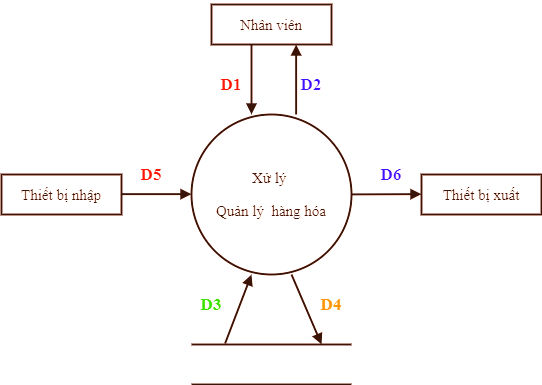 Nhân viên
D1
D2
Xử lý
Quản lý hàng hóa
Thiết bị nhập
D5
D6
Thiết bị xuất
D3
D4